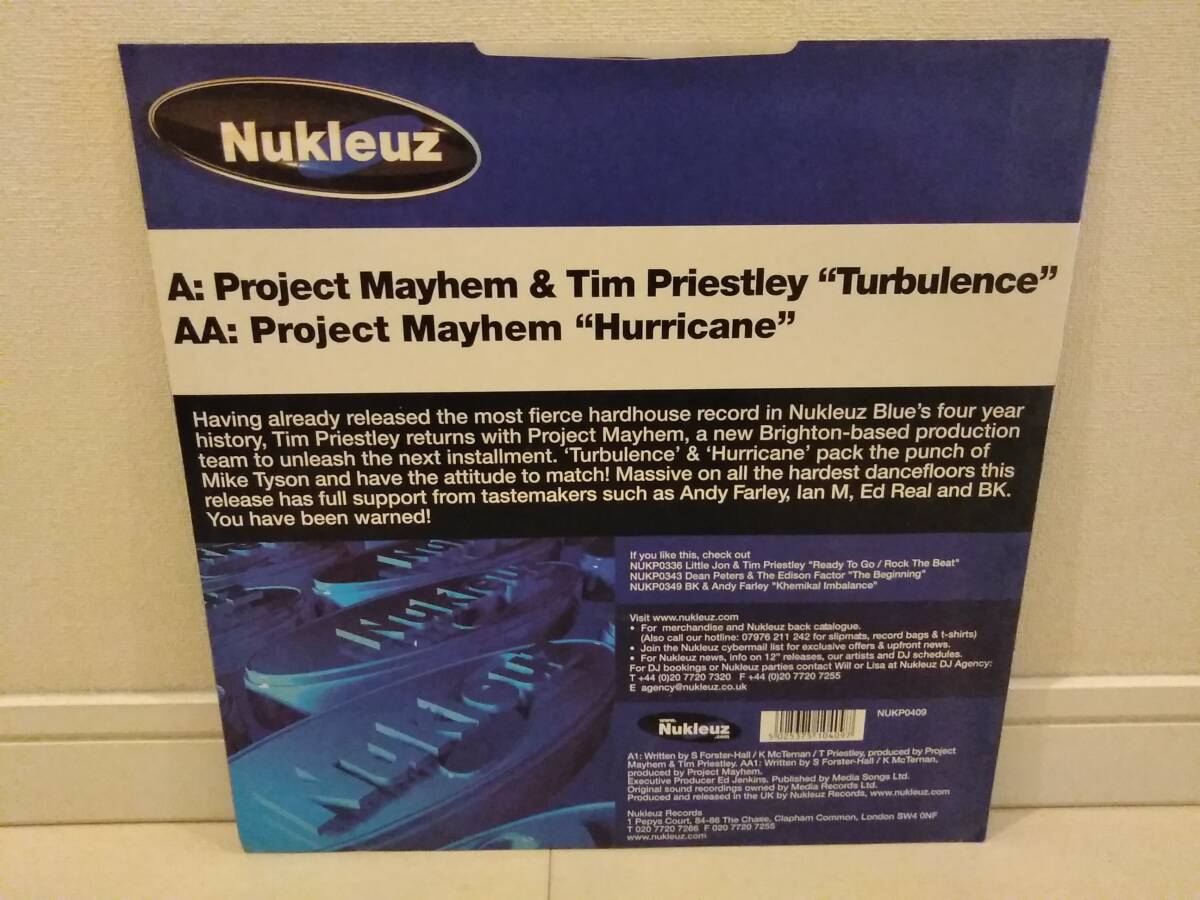 Nukleuz
A: Project Mayhem & Tim Priestley “Turbulence”
AA: Project Mayhem “Hurricane”
Having already released the most fierce hardhouse record in Nukleuz Blue’s four year
history, Tim Priestley returns with Project Mayhem, a new Brighton-based production
team to unleash the next installment. ‘Turbulence’ & ‘Hurricane’ pack the punch of
Mike Tyson and have the attitude to match! Massive on all the hardest dancefloors this
release has full support from tastemakers such as Andy Farley, Ian M, Ed Real and BK.
You have been warned!
If you like this, check out
NUKP0336 Little Jon & Tim Priestley "Ready To Go / Rock The Beat"
NUKP0343 Dean Peters & The Edison Factor "The Beginning"
NUKP0349 BK & Andy Farley "Khemikal Imbalance"
Visit www.nukleuz.com
• For merchandise and Nukleuz back catalogue.
(Also call our hotline: 07976 211 242 for slipmats, record bags & t-shirts)
• Join the Nukleuz cybermail list for exclusive offers & upfront news.
• For Nukleuz news, info on 12" releases, our artists and DJ schedules.
For DJ bookings or Nukleuz parties contact Will or Lisa at Nukleuz DJ Agency:
T +44 (0)20 7720 7320 F +44 (0)20 7720 7255
E agency@nukleuz.co.uk
www.
Nukleuz
.com
5 025375 104097
NUKP0409
A1: Written by S Forster-Hall / K McTernan / T Priestley, produced by Project
Mayhem & Tim Priestley. AA1: Written by S Forster-Hall / K McTernan,
produced by Project Mayhem.
Executive Producer Ed Jenkins. Published by Media Songs Ltd.
Original sound recordings owned by Media Records Ltd.
Produced and released in the UK by Nukleuz Records, www.nukleuz.com
Nukleuz Records
1 Pepys Court, 84-86 The Chase, Clapham Common, London SW4 0NF
T 020 7720 7266 F 020 7720 7255
www.nukleuz.com
Nukleuz
Nukleuz
Nukleuz